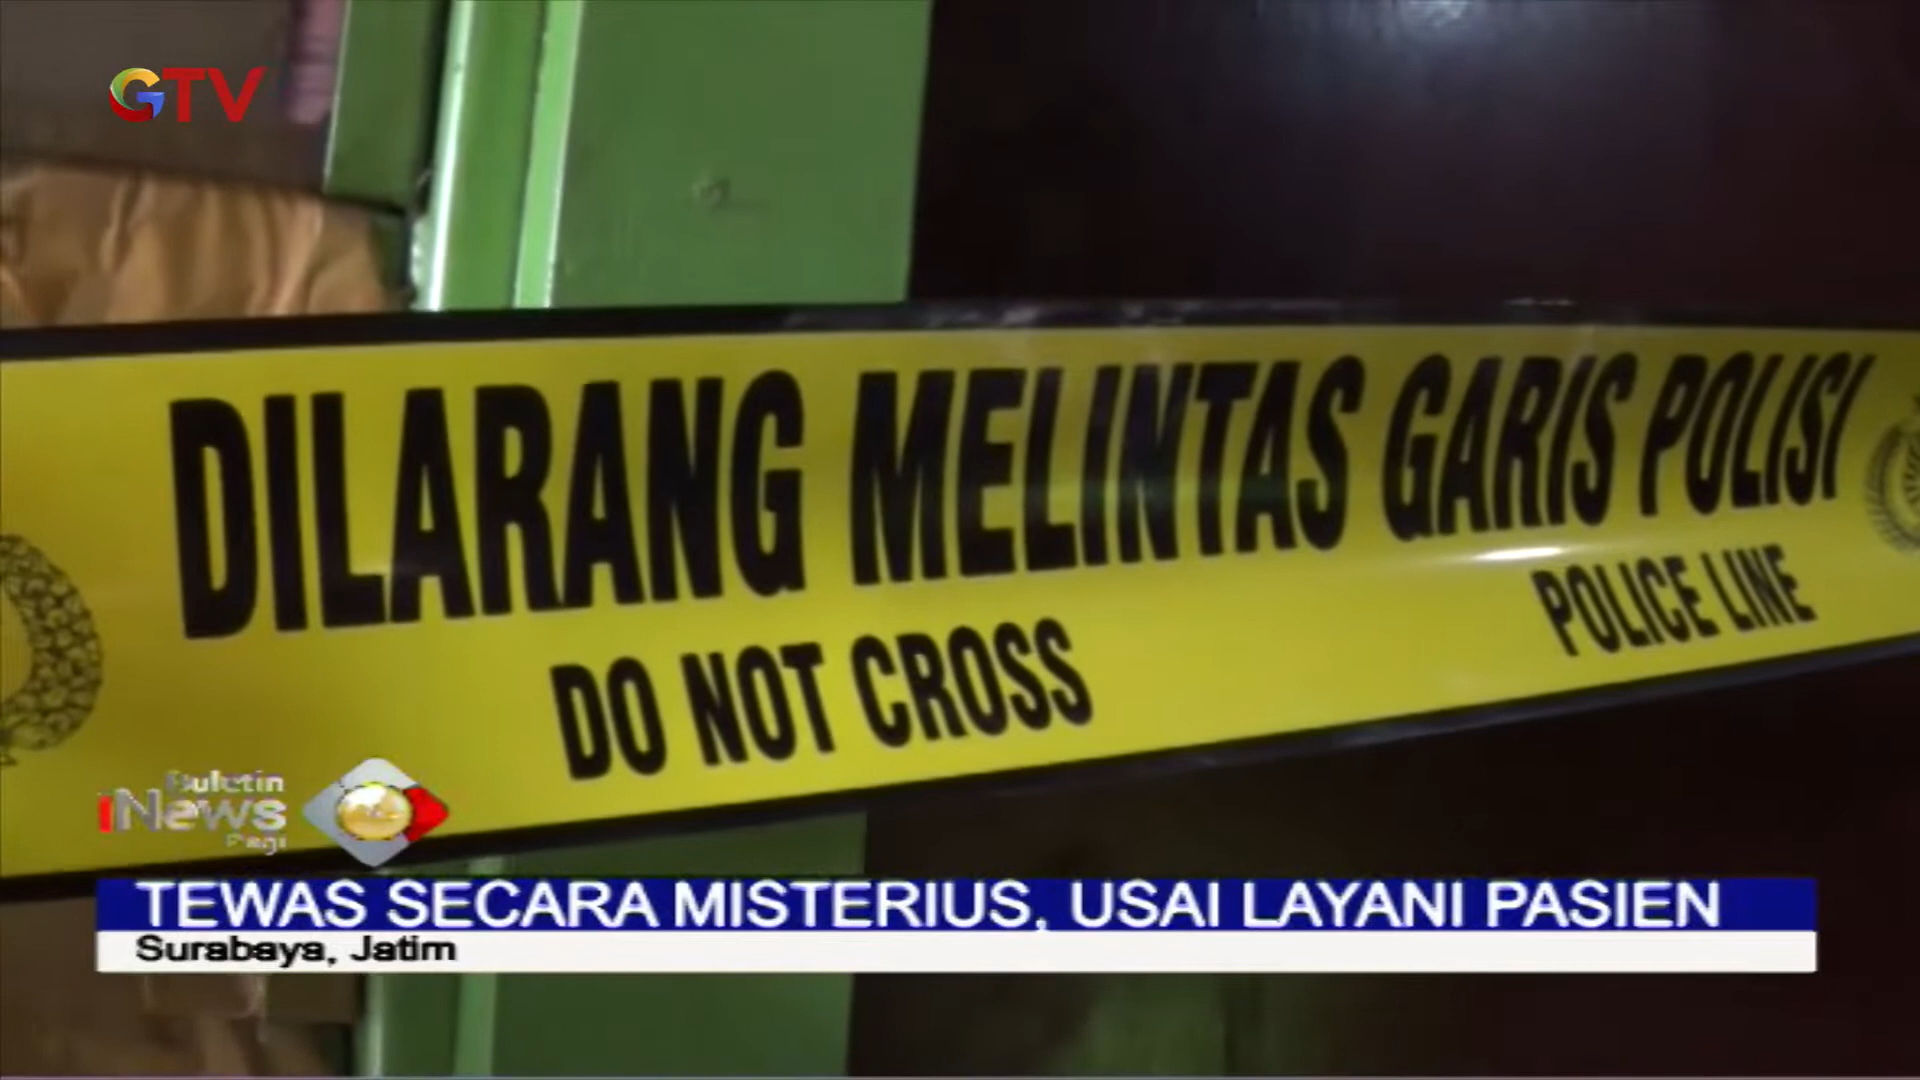 GTV
DILARANG MELINTAS GARIS POLISI
DO NOT CROSS
POLICE LINE
Buletin
iNews
Pagi
TEWAS SECARA MISTERIUS, USAI LAYANI PASIEN
Surabaya, Jatim